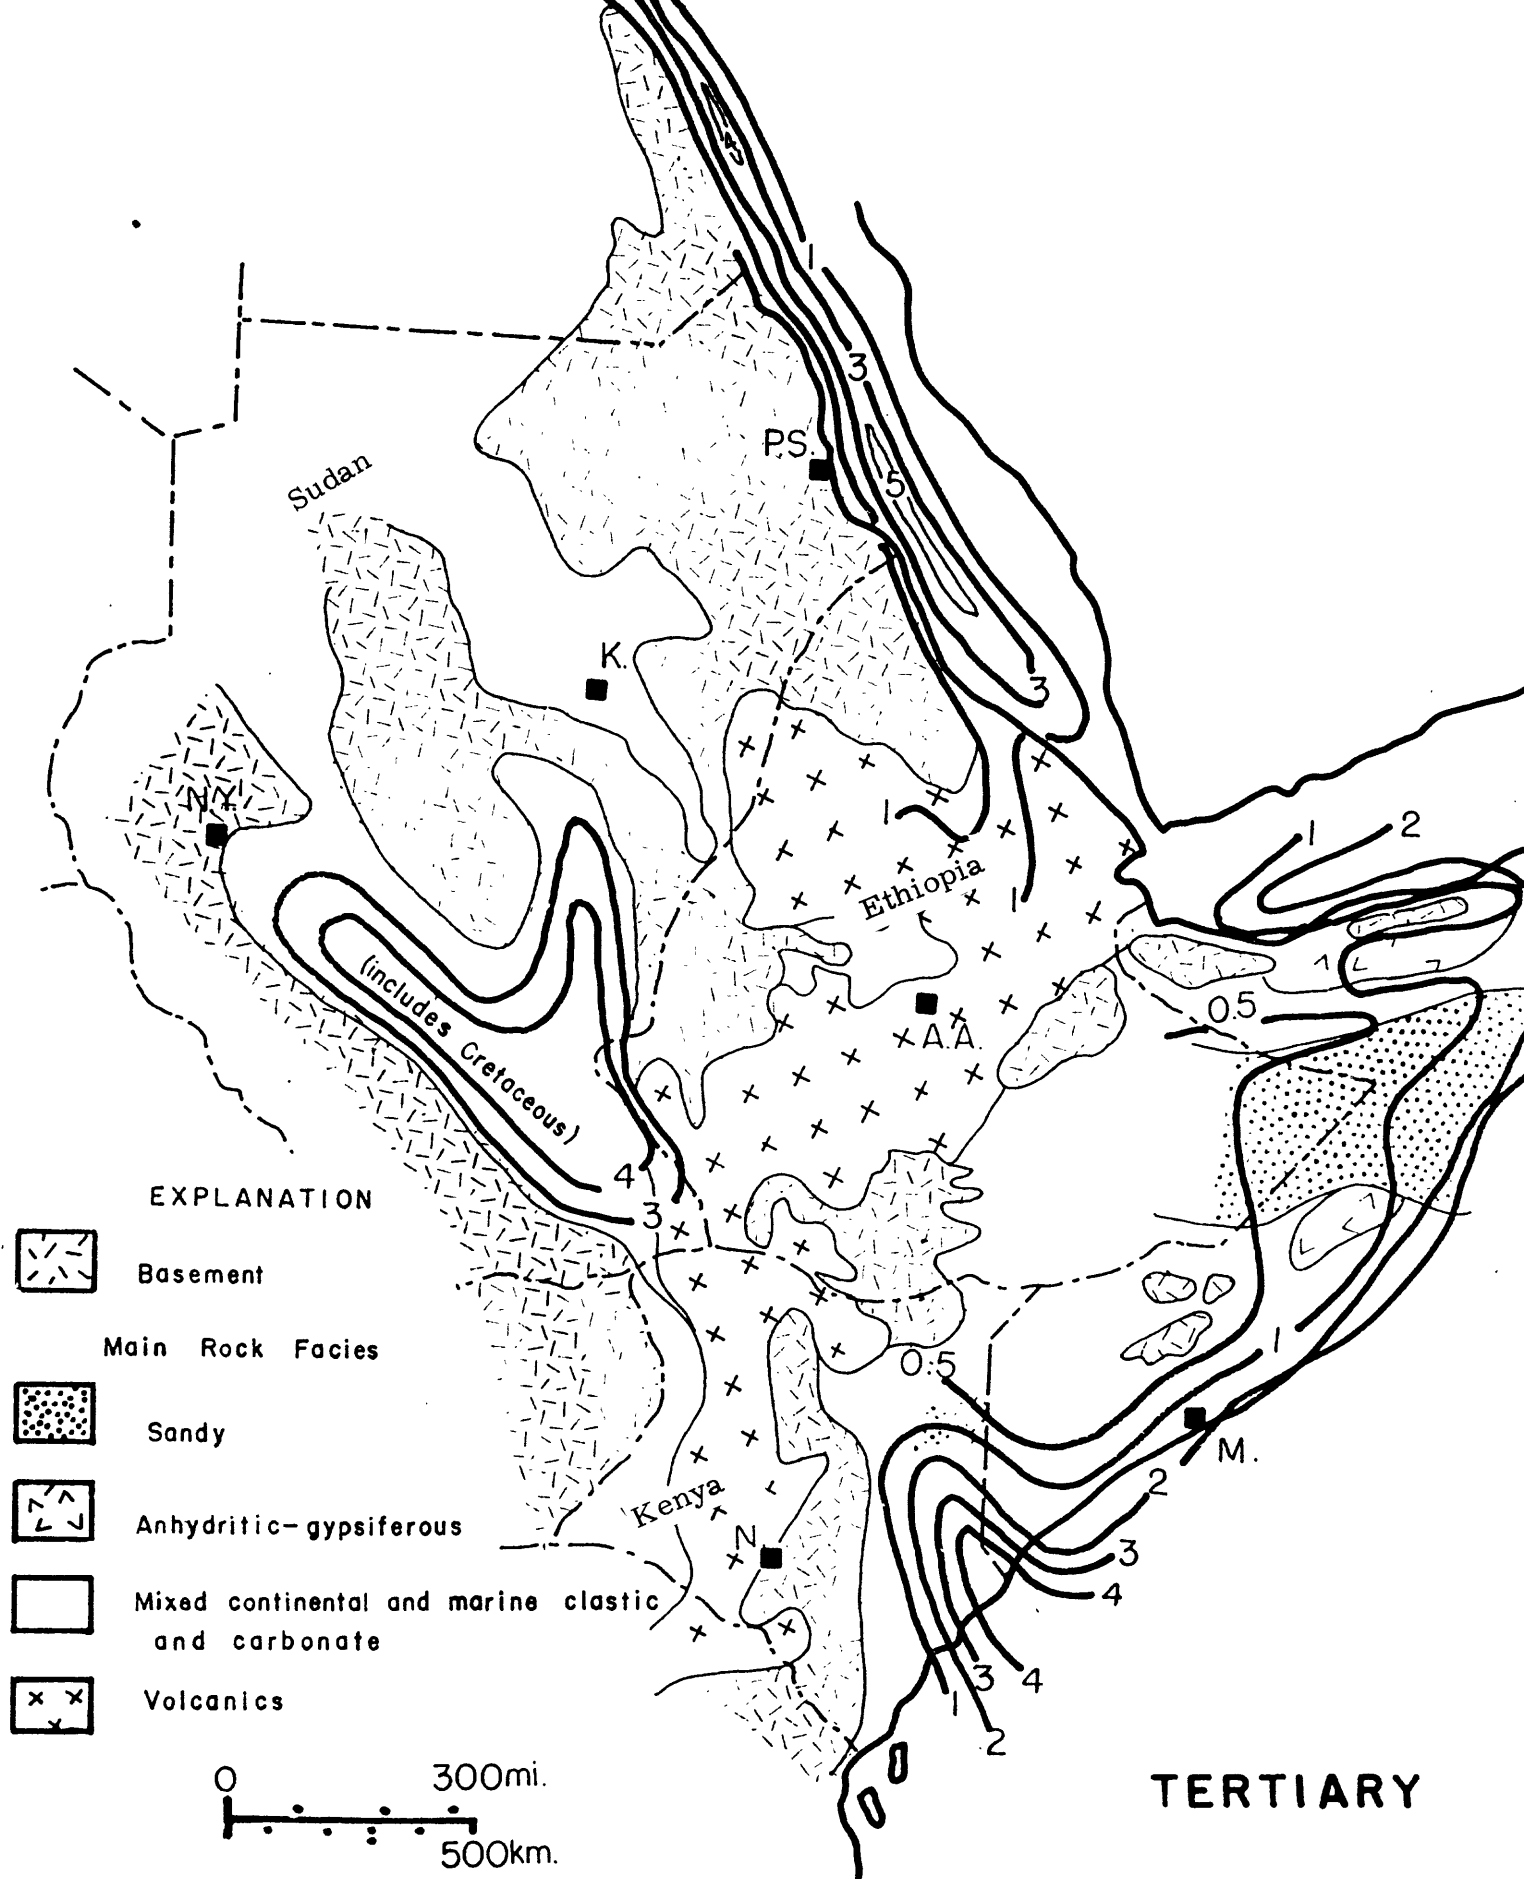 4
1
3
P.S.
5
Sudan
K.
3
N.Y.
1
Ethiopia
1
1
2
0.5
A.A.
(includes Cretaceous)
4
3
EXPLANATION
Basement
Main Rock Facies
Sandy
Anhydritic-gypsiferous
Mixed continental and marine clastic
and carbonate
Volcanics
0.5
1
M.
2
Kenya
N.
3
4
3
4
1
2
0 300mi.
500km.
TERTIARY